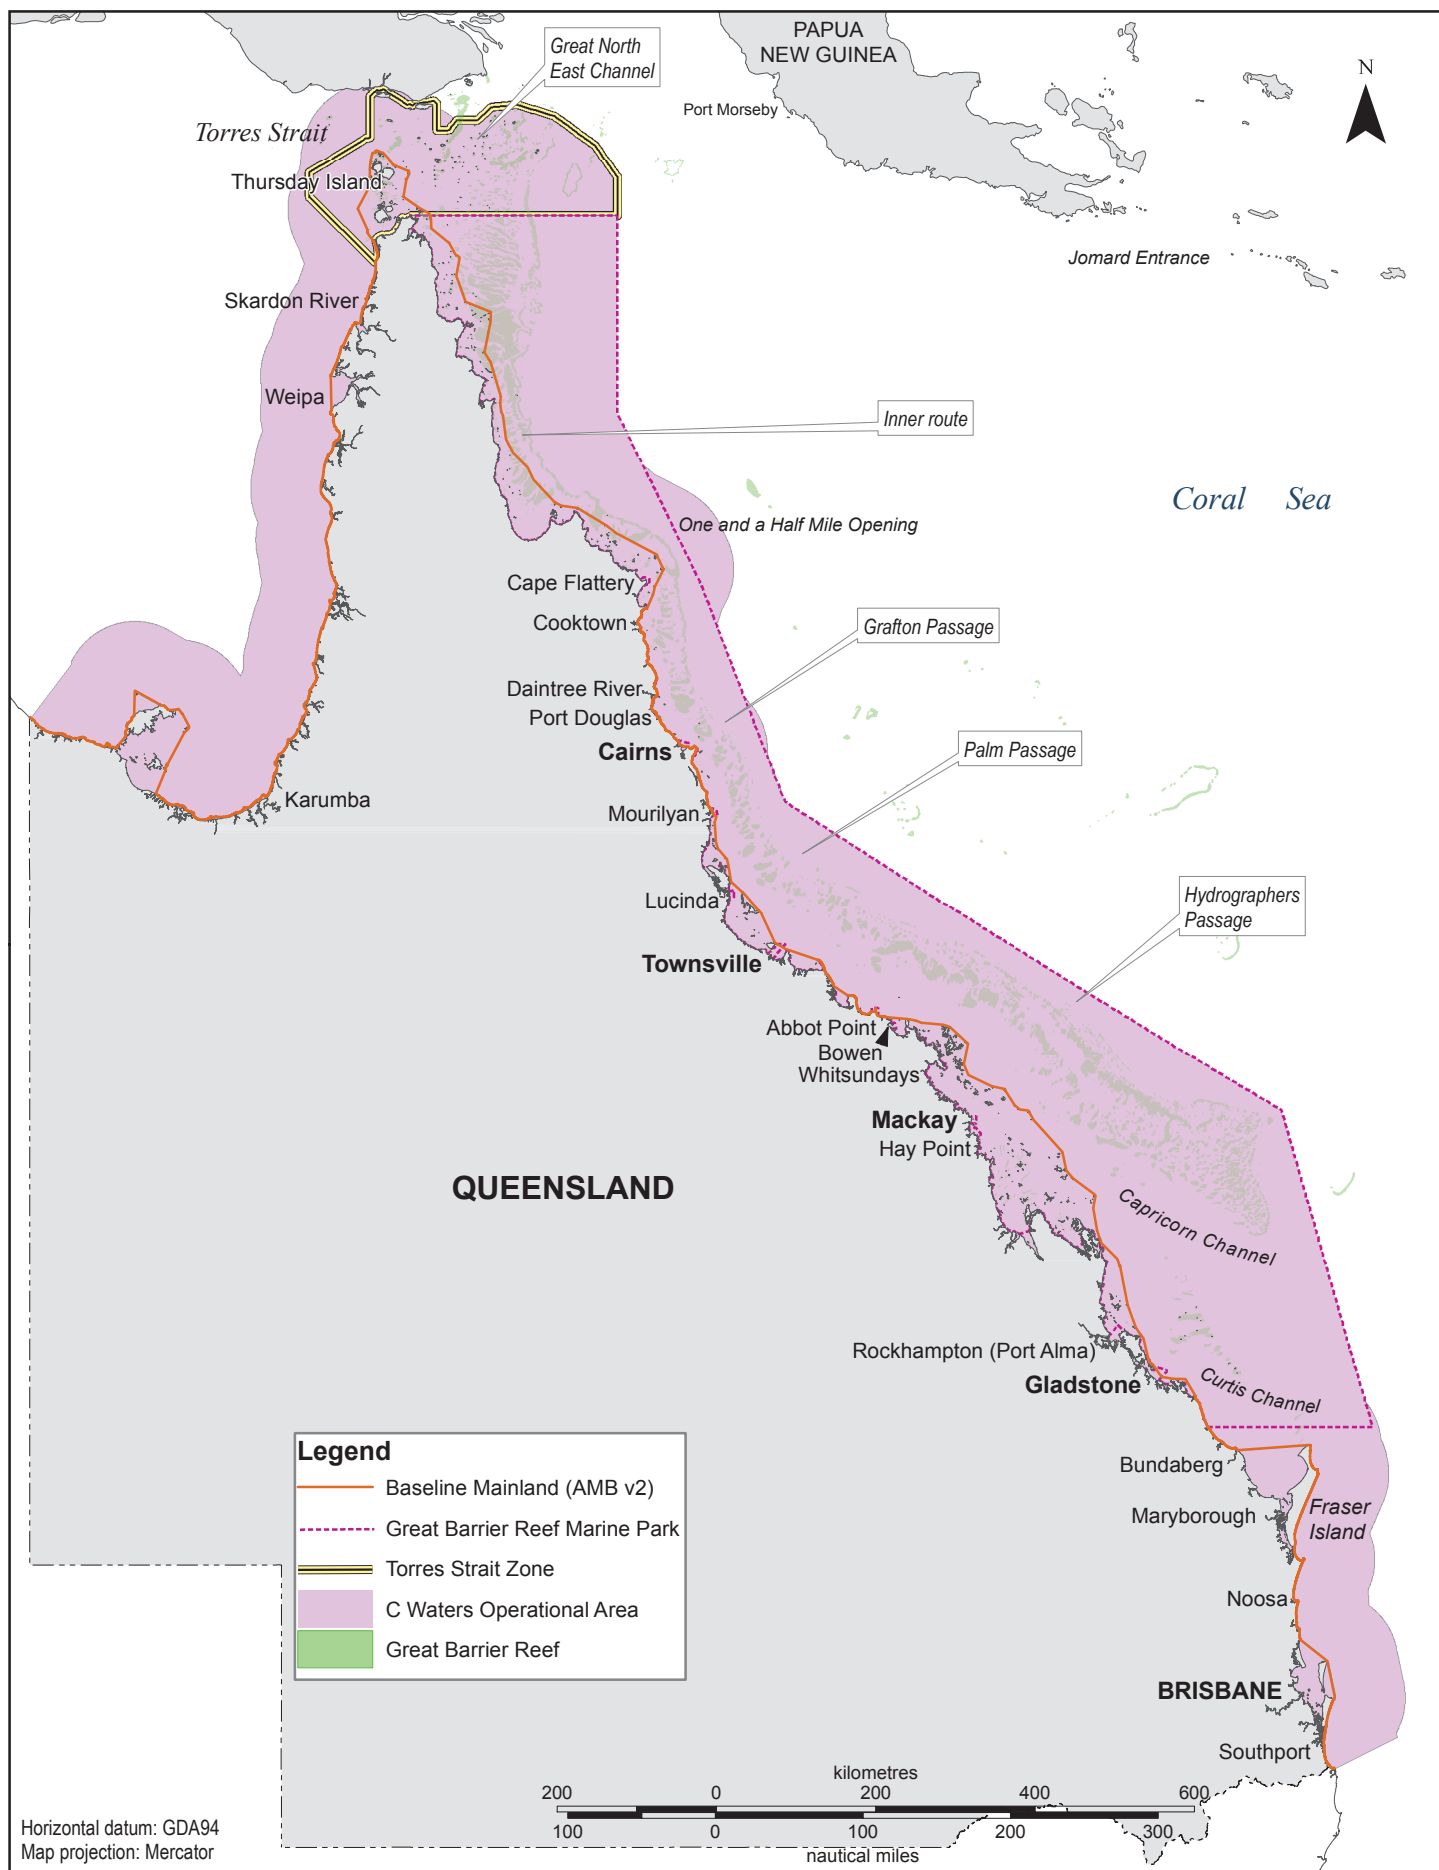 PAPUA
NEW GUINEA
Great North
East Channel
N
Port Morseby
Torres Strait
Thursday Island
Jomard Entrance
Skardon River
Weipa
Inner route
Coral Sea
One and a Half Mile Opening
Cape Flattery
Cooktown
Grafton Passage
Daintree River
Port Douglas
Cairns
Palm Passage
Karumba
Mourilyan
Lucinda
Hydrographers
Passage
Townsville
Abbot Point
Bowen
Whitsundays
Mackay
Hay Point
QUEENSLAND
Capricorn Channel
Rockhampton (Port Alma)
Gladstone
Curtis Channel
Legend
Baseline Mainland (AMB v2)
Great Barrier Reef Marine Park
Torres Strait Zone
C Waters Operational Area
Great Barrier Reef
Bundaberg
Maryborough
Fraser
Island
Noosa
BRISBANE
Southport
kilometres
200 0 200 400 600
100 0 100 200 300
nautical miles
Horizontal datum: GDA94
Map projection: Mercator